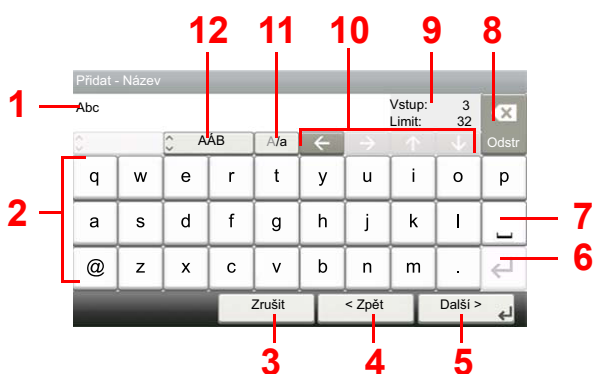 12 11 10 9 8
Přidat - Název
1 Abc Vstup: 3
Limit: 32
AÁB A/a Odstr
q w e r t y u i o p
2 a s d f g h j k l 7
@ z x c v b n m . 6
Zrušit < Zpět Další >
3 4 5